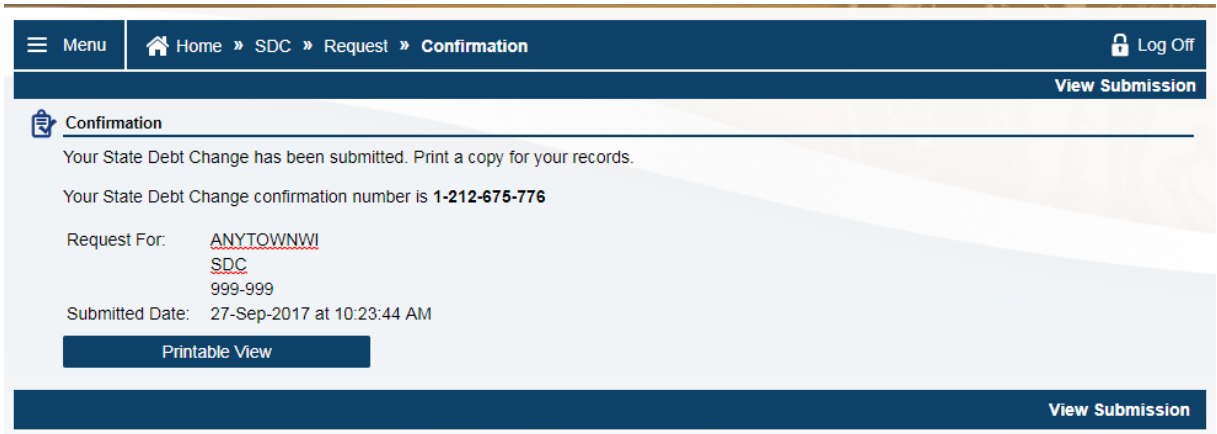 Menu Home » SDC » Request » Confirmation Log Off
View Submission
Confirmation
Your State Debt Change has been submitted. Print a copy for your records.
Your State Debt Change confirmation number is 1-212-675-776
Request For: ANYTOWNWI
SDC
999-999
Submitted Date: 27-Sep-2017 at 10:23:44 AM
Printable View
View Submission